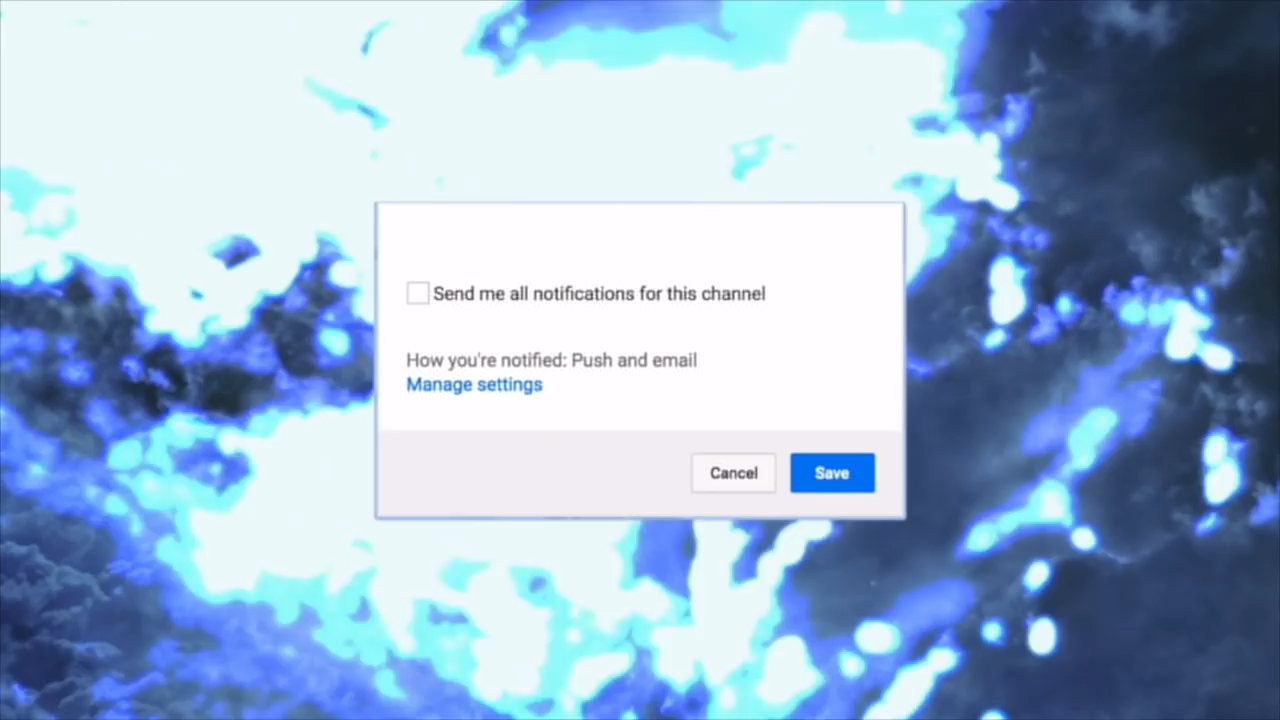 Send me all notifications for this channel
How you're notified: Push and email
Manage settings
Cancel
Save